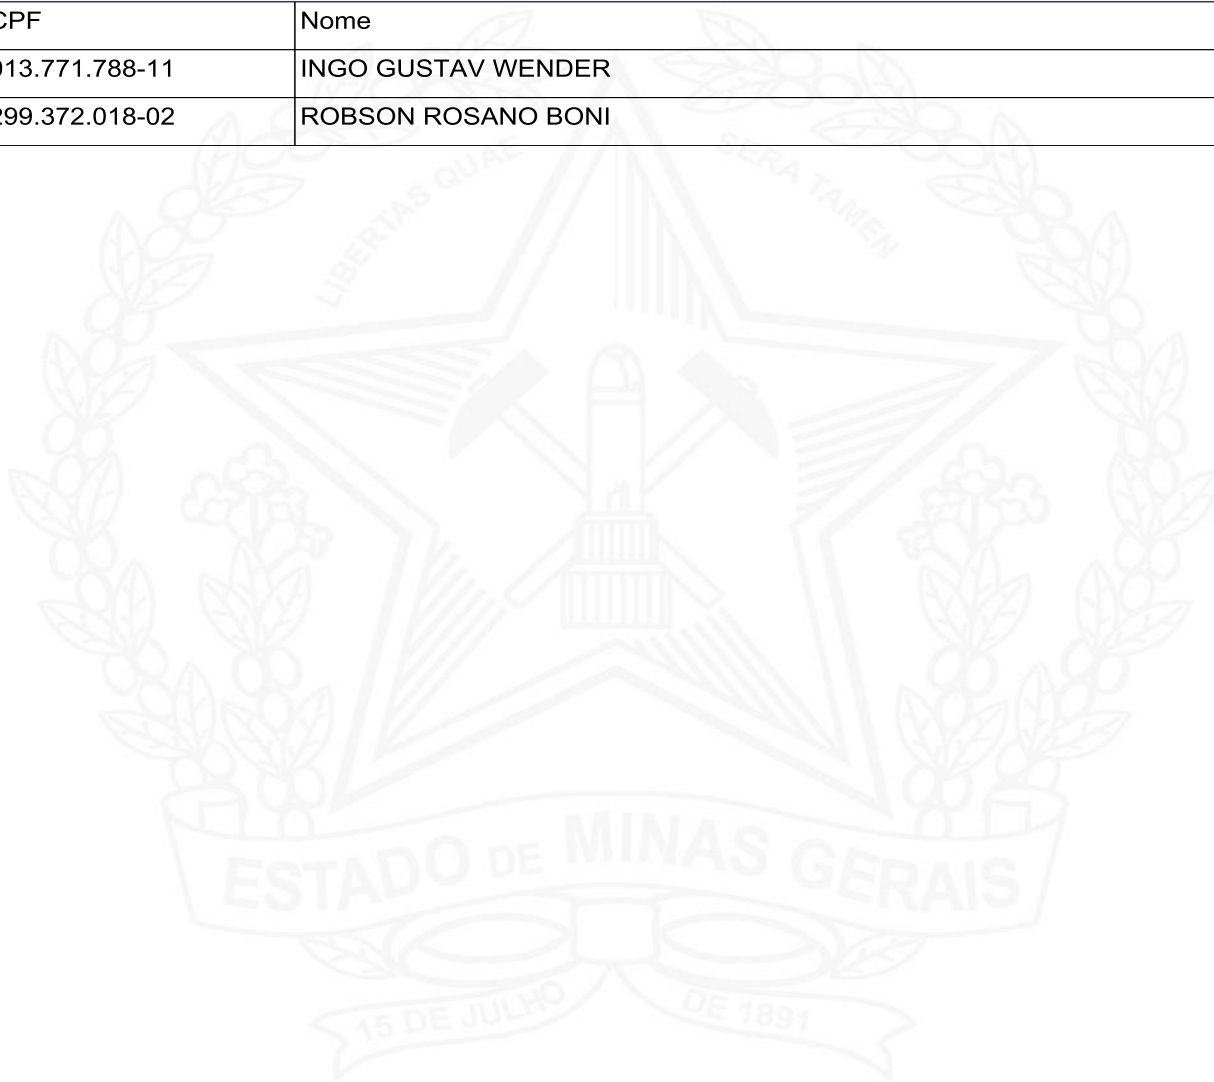 CPF Nome
013.771.788-11 INGO GUSTAV WENDER
299.372.018-02 ROBSON ROSANO BONI
LIBERTAS QUAE SERA TAMEN
ESTADO DE MINAS GERAIS
15 DE JULHO DE 1891